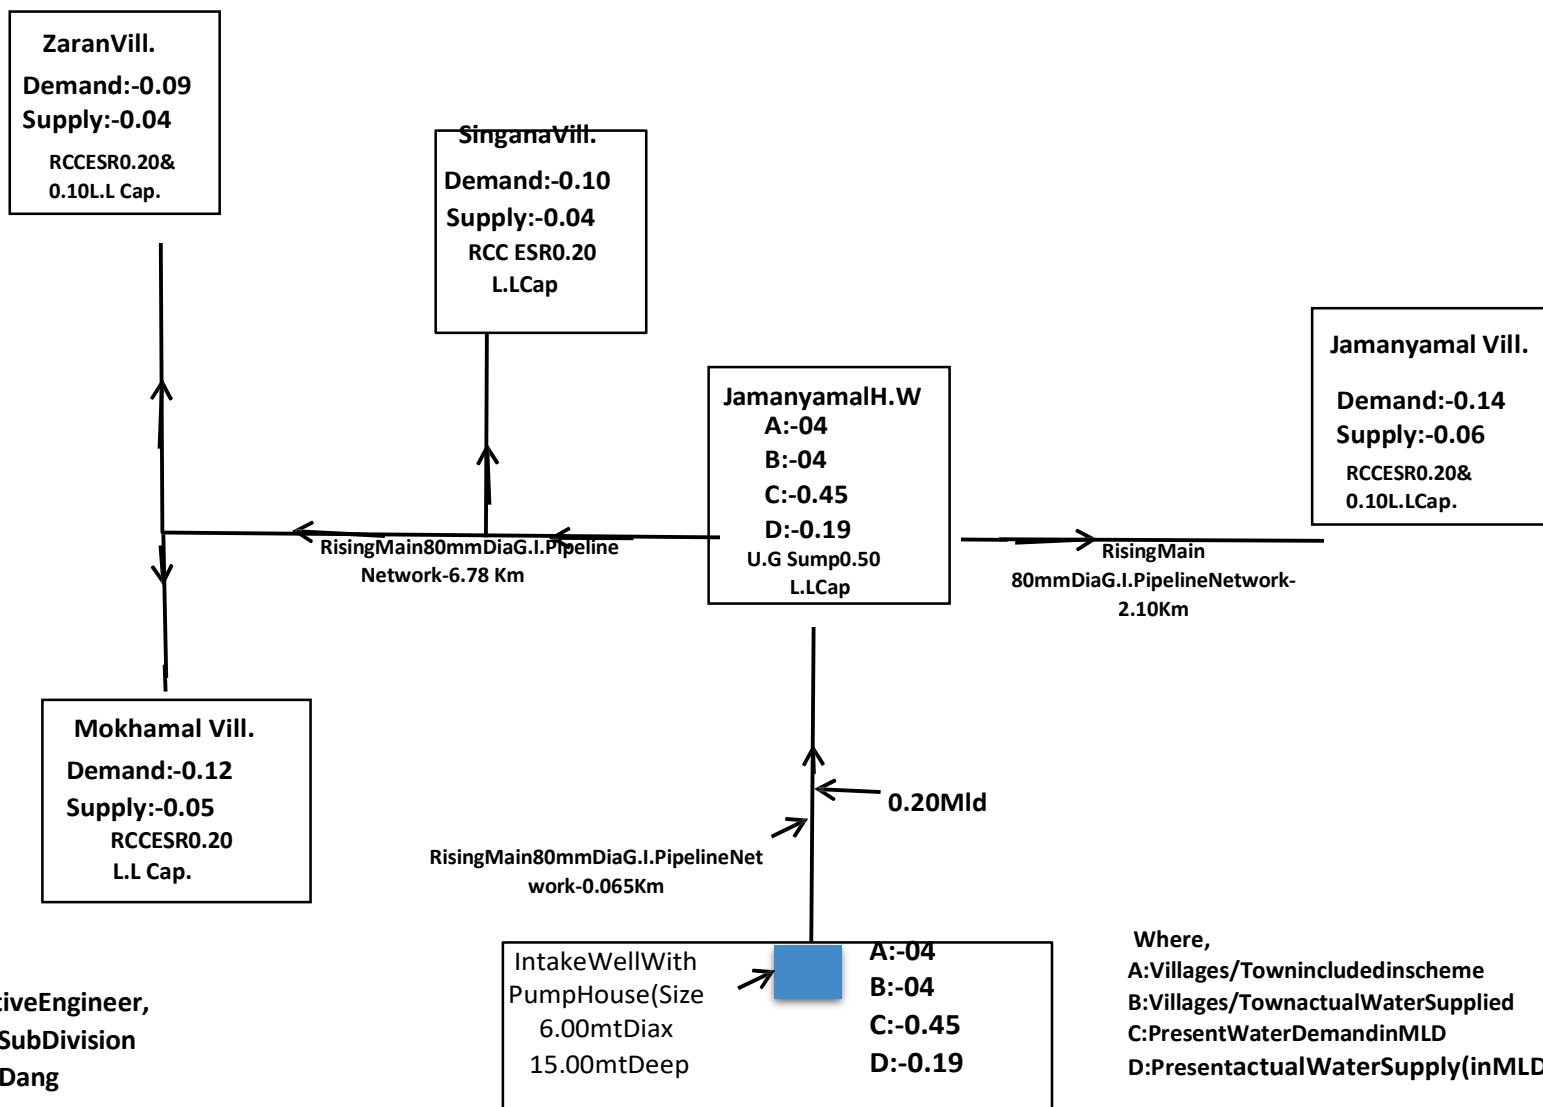 ZaranVill.
Demand:-0.09
Supply:-0.04
RCCESR0.20&
0.10L.L Cap.
SinganaVill.
Demand:-0.10
Supply:-0.04
RCC ESR0.20
L.LCap
Jamanyamal Vill.
Demand:-0.14
Supply:-0.06
RCCESR0.20&
0.10L.LCap.
JamanyamalH.W
A:-04
B:-04
C:-0.45
D:-0.19
U.G Sump0.50
L.LCap
RisingMain80mmDiaG.I.Pipeline
Network-6.78 Km
RisingMain
80mmDiaG.I.PipelineNetwork-
2.10Km
Mokhamal Vill.
Demand:-0.12
Supply:-0.05
RCCESR0.20
L.L Cap.
0.20Mld
RisingMain80mmDiaG.I.PipelineNet
work-0.065Km
IntakeWellWith
PumpHouse(Size
6.00mtDiax
15.00mtDeep
A:-04
B:-04
C:-0.45
D:-0.19
Where,
A:Villages/Townincludedinscheme
B:Villages/TownactualWaterSupplied
C:PresentWaterDemandinMLD
D:PresentactualWaterSupply(inMLD
tiveEngineer,
SubDivision
Dang